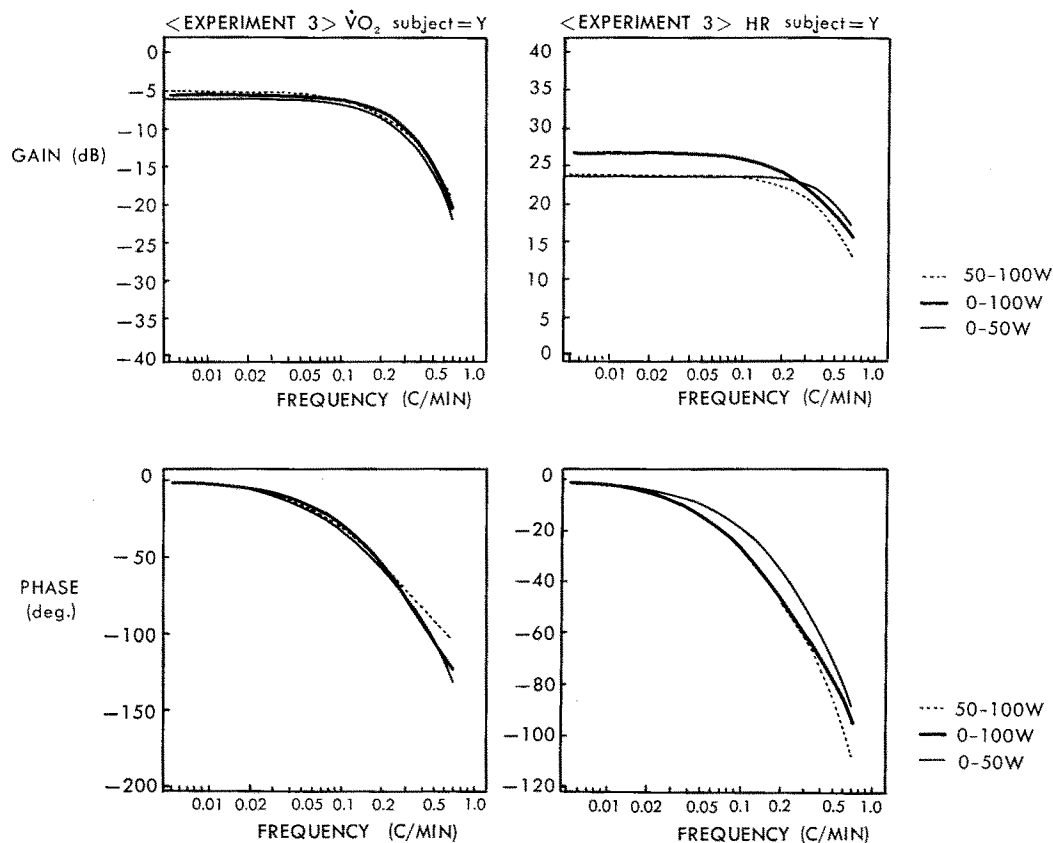 <EXPERIMENT 3> V̇O₂ subject=Y
<EXPERIMENT 3> HR subject=Y
GAIN (dB)
0
−5
−10
−15
−20
−25
−30
−35
−40
0.01 0.02 0.05 0.1 0.2 0.5 1.0
FREQUENCY (C/MIN)
40
35
30
25
20
15
10
5
0
0.01 0.02 0.05 0.1 0.2 0.5 1.0
FREQUENCY (C/MIN)
50-100W
0-100W
0-50W
PHASE
(deg.)
0
−50
−100
−150
−200
0.01 0.02 0.05 0.1 0.2 0.5 1.0
FREQUENCY (C/MIN)
0
−20
−40
−60
−80
−100
−120
0.01 0.02 0.05 0.1 0.2 0.5 1.0
FREQUENCY (C/MIN)
50-100W
0-100W
0-50W